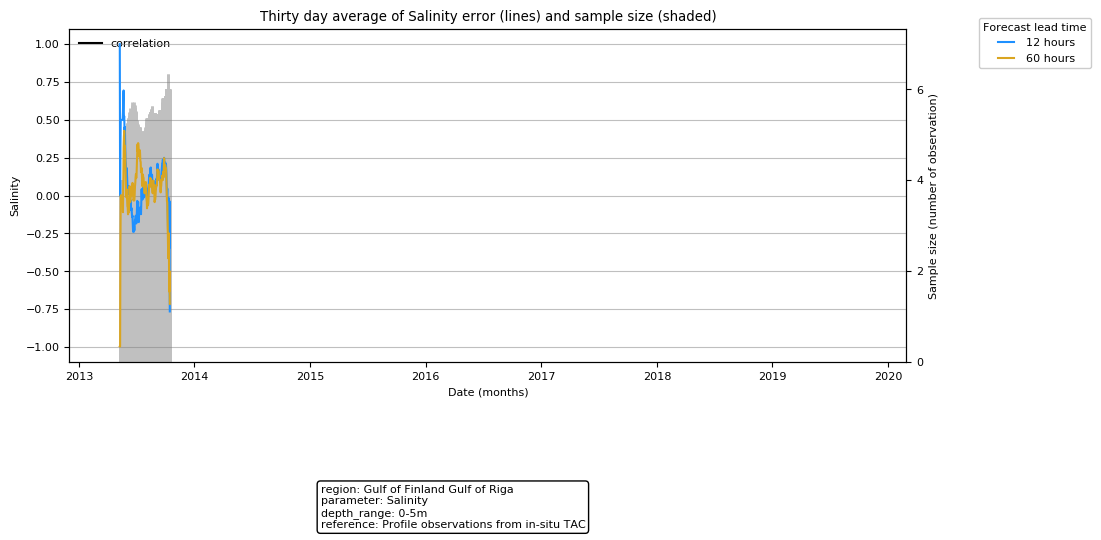 Thirty day average of Salinity error (lines) and sample size (shaded)
Forecast lead time
12 hours
60 hours
correlation
1.00
0.75
0.50
0.25
0.00
−0.25
−0.50
−0.75
−1.00
Salinity
6
4
2
0
Sample size (number of observation)
2013
2014
2015
2016
2017
2018
2019
2020
Date (months)
region: Gulf of Finland Gulf of Riga
parameter: Salinity
depth_range: 0-5m
reference: Profile observations from in-situ TAC